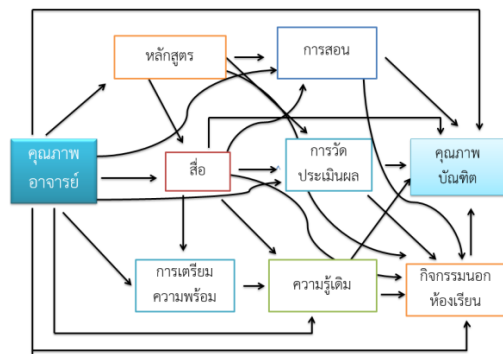 หลักสูตร
การสอน
คุณภาพ
อาจารย์
สื่อ
การวัด
ประเมินผล
คุณภาพ
บัณฑิต
การเตรียม
ความพร้อม
ความรู้เดิม
กิจกรรมนอก
ห้องเรียน